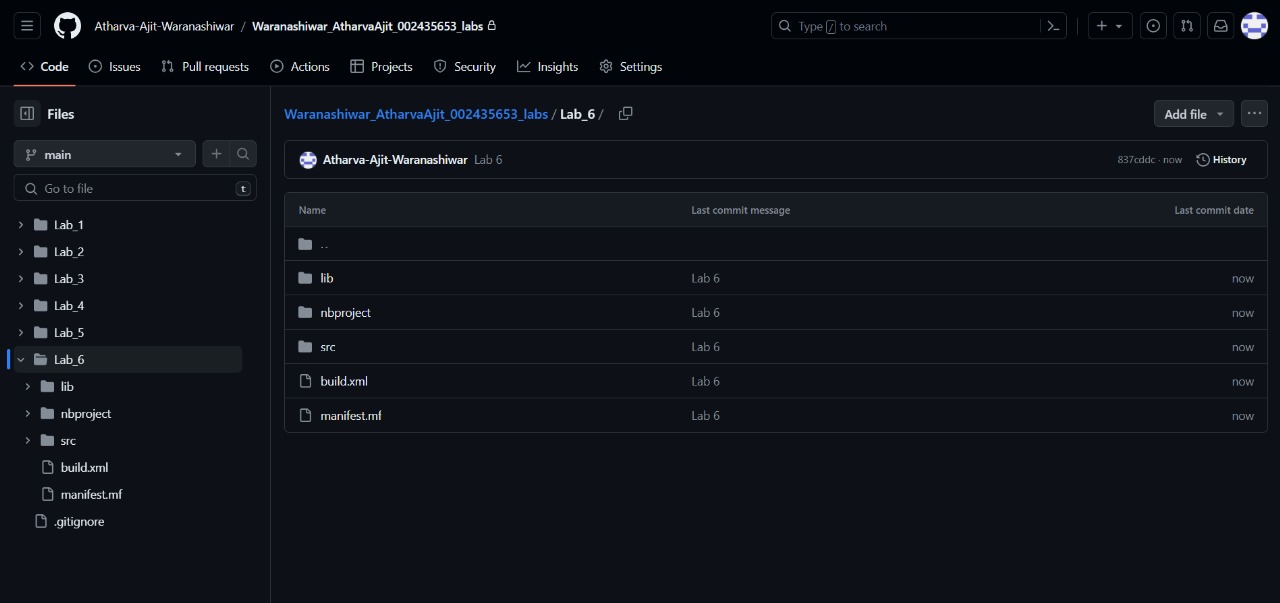 Atharva-Ajit-Waranashiwar / Waranashiwar_AtharvaAjit_002435653_labs
Type / to search
Code Issues Pull requests Actions Projects Security Insights Settings
Files
main
Go to file t
Lab_1
Lab_2
Lab_3
Lab_4
Lab_5
Lab_6
lib
nbproject
src
build.xml
manifest.mf
.gitignore
Waranashiwar_AtharvaAjit_002435653_labs / Lab_6 /
Add file
Atharva-Ajit-Waranashiwar Lab 6 837cddc · now History
Name Last commit message Last commit date
..
lib Lab 6 now
nbproject Lab 6 now
src Lab 6 now
build.xml Lab 6 now
manifest.mf Lab 6 now